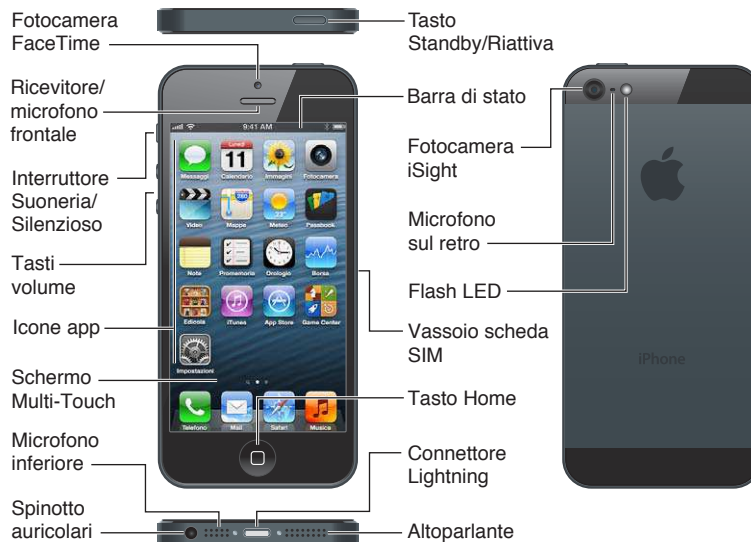 Fotocamera
FaceTime
Tasto
Standby/Riattiva
Ricevitore/
microfono
frontale
Barra di stato
Fotocamera
iSight
Interruttore
Suoneria/
Silenzioso
Microfono
sul retro
Tasti
volume
Flash LED
Icone app
Vassoio scheda
SIM
Schermo
Multi-Touch
Tasto Home
Microfono
inferiore
Connettore
Lightning
Spinotto
auricolari
Altoparlante
9:41 AM
Lunedì
11
Messaggi Calendario Immagini Fotocamera
280
23°
Video Mappe Meteo Passbook
Note Promemoria Orologio Borsa
Edicola iTunes App Store Game Center
Impostazioni
Telefono Mail Safari Musica
iPhone